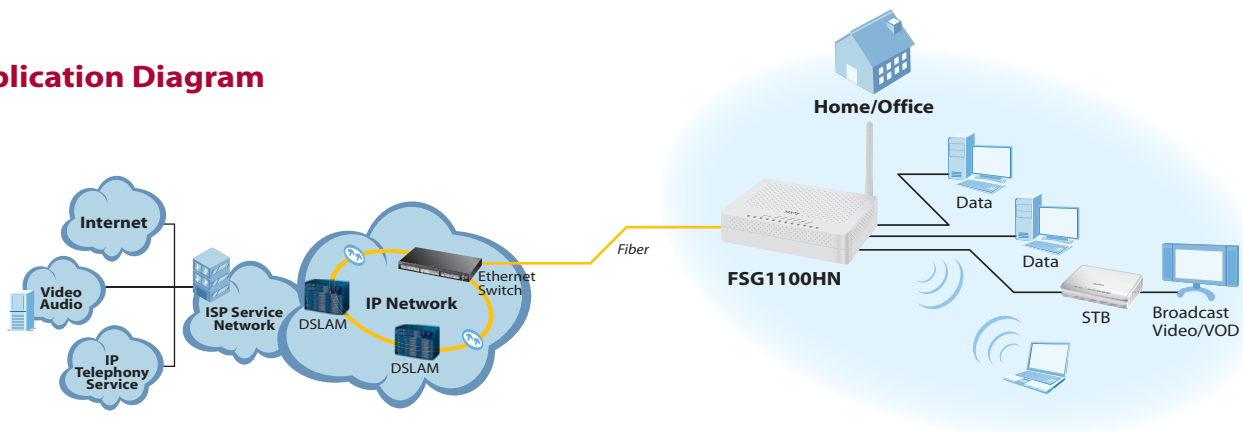 plication Diagram
Home/Office
Internet
Video
Audio
IP
Telephony
Service
ISP Service
Network
DSLAM
IP Network
DSLAM
Ethernet
Switch
Fiber
FSG1100HN
Data
Data
STB
Broadcast
Video/VOD